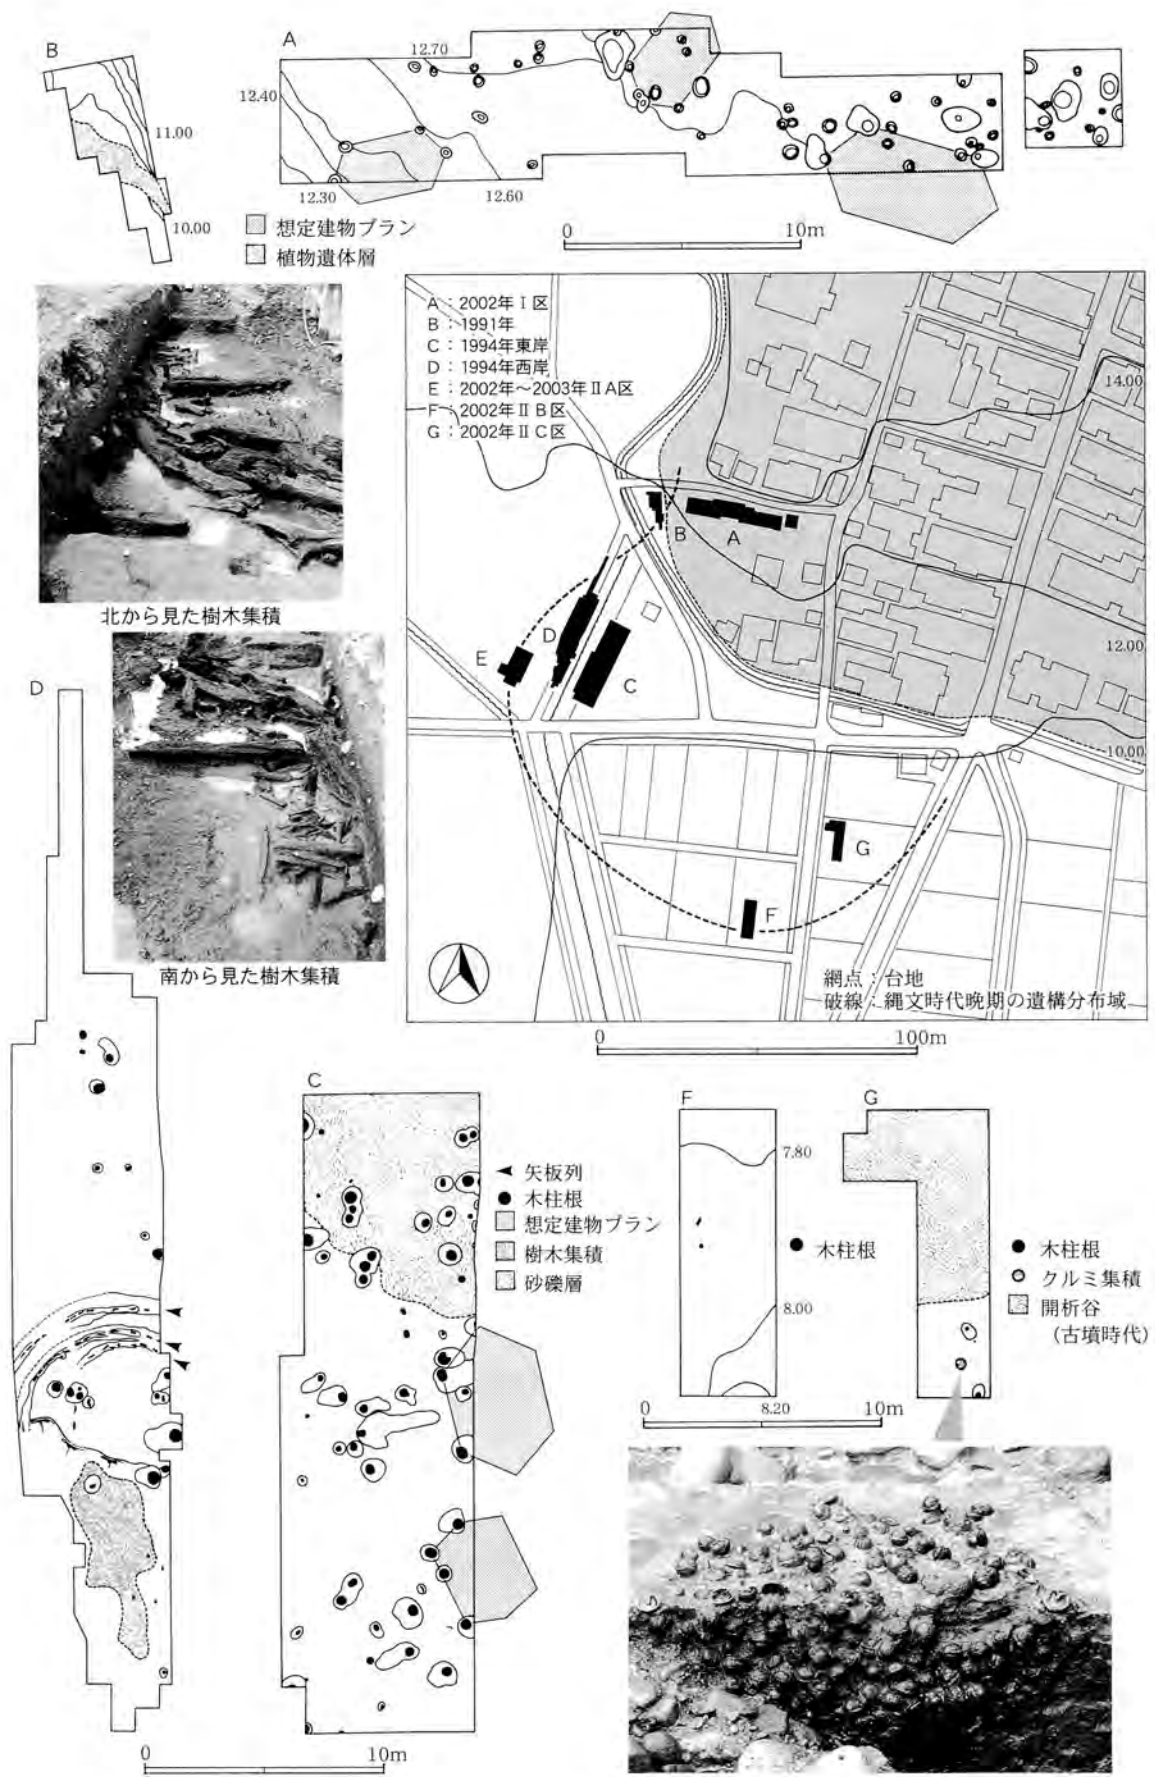 B
11.00
10.00
A
12.70
12.40
12.30
12.60
想定建物プラン
植物遺体層
0 10m
北から見た樹木集積
南から見た樹木集積
A:2002年Ⅰ区
B:1991年
C:1994年東岸
D:1994年西岸
E:2002年〜2003年ⅡA区
F:2002年ⅡB区
G:2002年ⅡC区
14.00
12.00
10.00
B
A
D
E
C
G
F
網点:台地
破線:縄文時代晩期の遺構分布域
0 100m
D
C
矢板列
木柱根
想定建物プラン
樹木集積
砂礫層
0 10m
F
7.80
木柱根
8.00
8.20
0 10m
G
木柱根
クルミ集積
開析谷
(古墳時代)